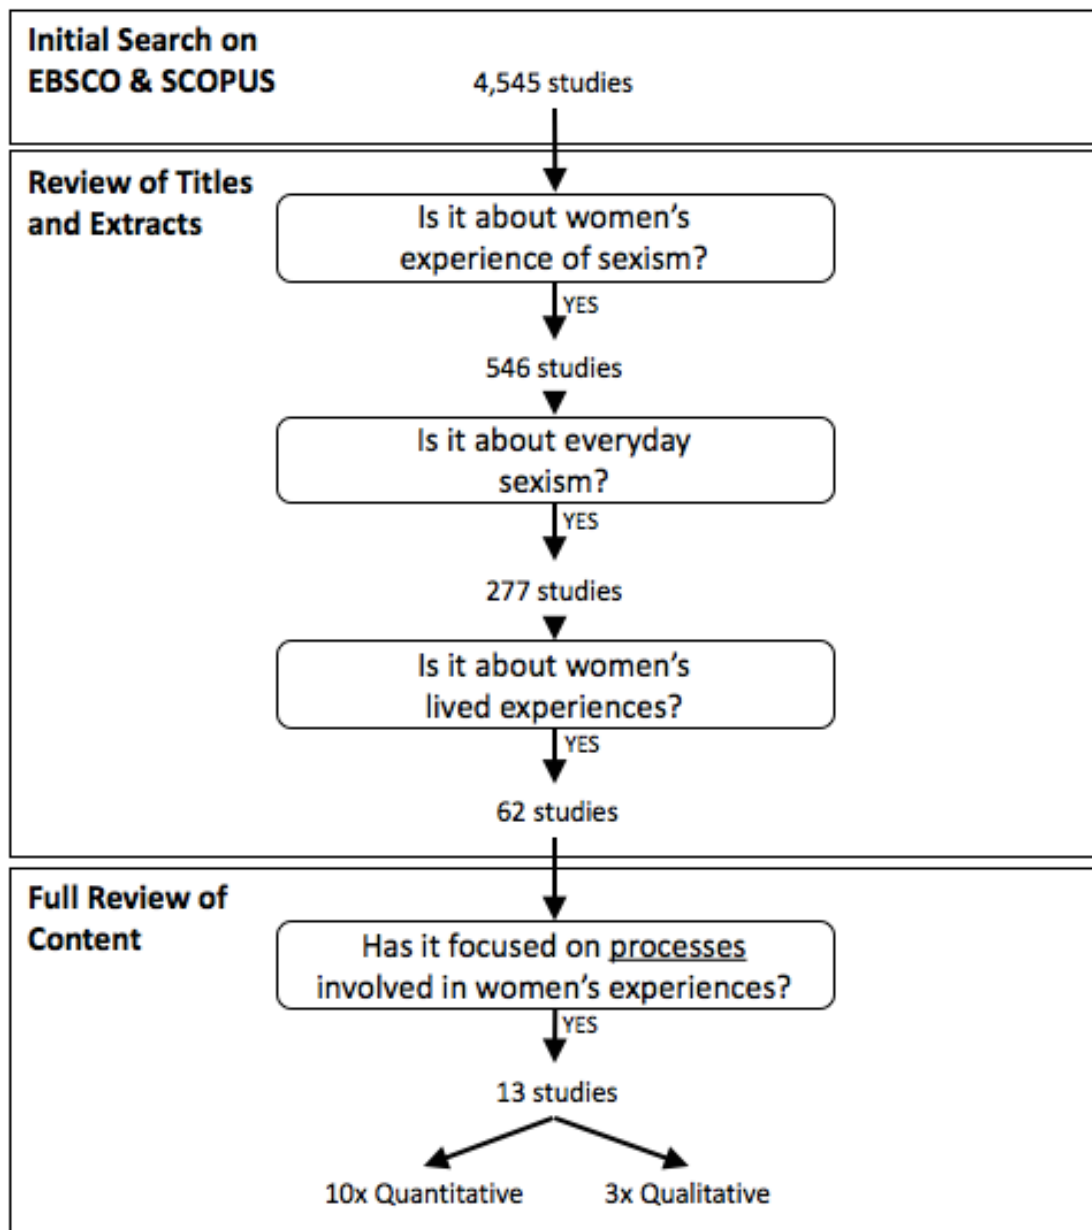 Initial Search on
EBSCO & SCOPUS
4,545 studies
Review of Titles
and Extracts
Is it about women’s
experience of sexism?
YES
546 studies
Is it about everyday
sexism?
YES
277 studies
Is it about women’s
lived experiences?
YES
62 studies
Full Review of
Content
Has it focused on processes
involved in women’s experiences?
YES
13 studies
10x Quantitative
3x Qualitative